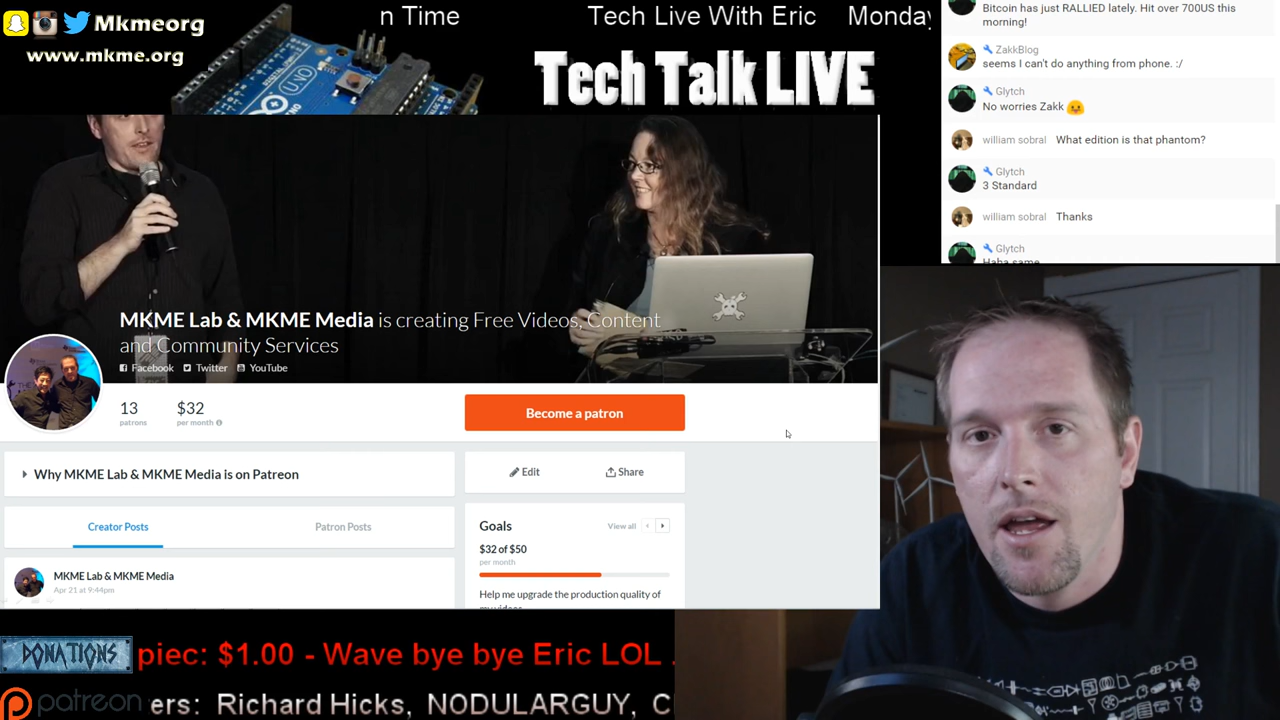 Mkmeorg
www.mkme.org
n Time
Tech Live With Eric
Monday
UNO
Tech Talk LIVE
MKME Lab & MKME Media is creating Free Videos, Content
and Community Services
Facebook
Twitter
YouTube
13
patrons
$32
per month
Become a patron
Why MKME Lab & MKME Media is on Patreon
Edit
Share
Creator Posts
Patron Posts
Goals
View all
$32 of $50
per month
Help me upgrade the production quality of
my videos
MKME Lab & MKME Media
Apr 21 at 9:44pm
Bitcoin has just RALLIED lately. Hit over 700US this
morning!
ZakkBlog
seems I can't do anything from phone. :/
Glytch
No worries Zakk
william sobral What edition is that phantom?
Glytch
3 Standard
william sobral Thanks
Glytch
Haha same
DONATIONS
piec: $1.00 - Wave bye bye Eric LOL .
patreon
ers: Richard Hicks, NODULARGUY, C